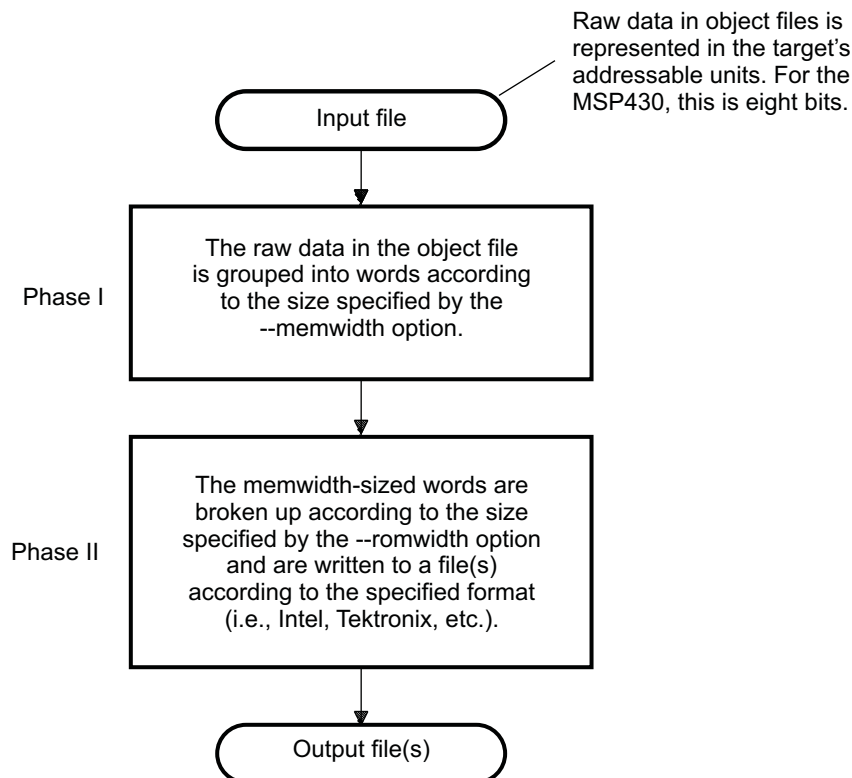 Raw data in object files is
represented in the target's
addressable units. For the
MSP430, this is eight bits.
Input file
Phase I
The raw data in the object file
is grouped into words according
to the size specified by the
--memwidth option.
Phase II
The memwidth-sized words are
broken up according to the size
specified by the --romwidth option
and are written to a file(s)
according to the specified format
(i.e., Intel, Tektronix, etc.).
Output file(s)